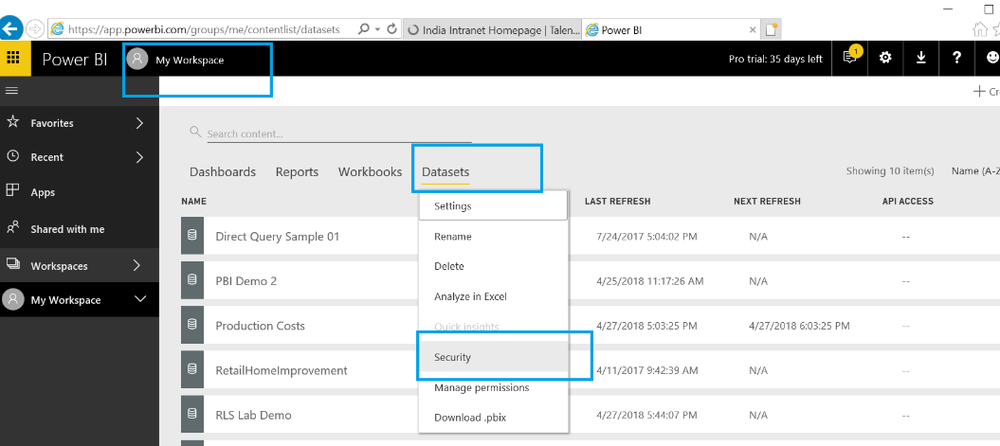 https://app.powerbi.com/groups/me/contentlist/datasets
India Intranet Homepage | Talen...
Power BI
Power BI
My Workspace
Pro trial: 35 days left
1
?
Favorites
Recent
Apps
Shared with me
Workspaces
My Workspace
Search content...
Dashboards Reports Workbooks Datasets
Showing 10 item(s) Name (A-Z
NAME LAST REFRESH NEXT REFRESH API ACCESS
Settings
Direct Query Sample 01 7/24/2017 5:04:02 PM N/A --
Rename
Delete
PBI Demo 2 4/25/2018 11:17:26 AM N/A --
Analyze in Excel
Production Costs 4/27/2018 5:03:25 PM 4/27/2018 6:03:25 PM --
Quick insights
Security
RetailHomeImprovement 4/11/2017 9:42:39 AM N/A --
Manage permissions
RLS Lab Demo 4/27/2018 5:44:07 PM N/A --
Download .pbix